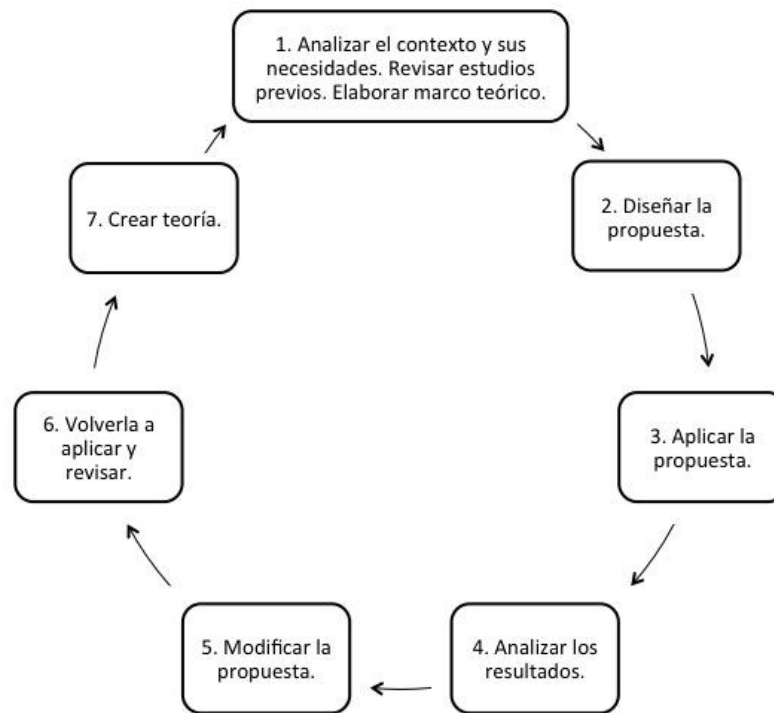 1. Analizar el contexto y sus
necesidades. Revisar estudios
previos. Elaborar marco teórico.
2. Diseñar la
propuesta.
3. Aplicar la
propuesta.
4. Analizar los
resultados.
5. Modificar la
propuesta.
6. Volverla a
aplicar y
revisar.
7. Crear teoría.